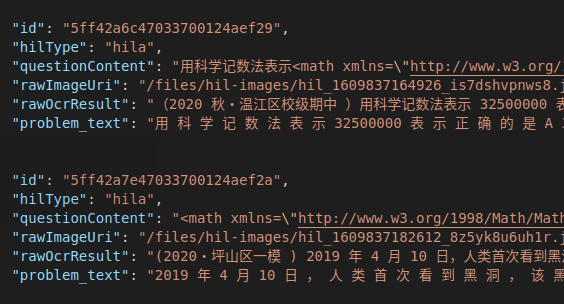 "id": "5ff42a6c47033700124aef29",
"hilType": "hila",
"questionContent": "用科学记数法表示<math xmlns=\"http://www.w3.org/
"rawImageUri": "/files/hil-images/hil_1609837164926_is7dshvpnws8.j
"rawOcrResult": "（2020 秋・温江区校级期中 ）用科学记数法表示 32500000 表
"problem_text": "用 科 学 记 数 法 表 示 32500000 表 示 正 确 的 是 A
"id": "5ff42a7e47033700124aef2a",
"hilType": "hila",
"questionContent": "<math xmlns=\"http://www.w3.org/1998/Math/Math
"rawImageUri": "/files/hil-images/hil_1609837182612_8z5yk8u6uh1r.j
"rawOcrResult": "(2020・坪山区一模 ) 2019 年 4 月 10 日，人类首次看到黑
"problem_text": "2019 年 4 月 10 日 ， 人 类 首 次 看 到 黑 洞 ， 该 黑